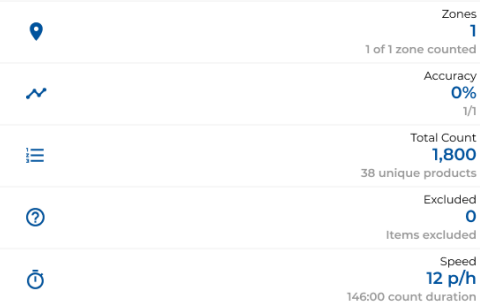 Zones
1
1 of 1 zone counted
Accuracy
0%
1/1
Total Count
1,800
38 unique products
Excluded
0
Items excluded
Speed
12 p/h
146:00 count duration